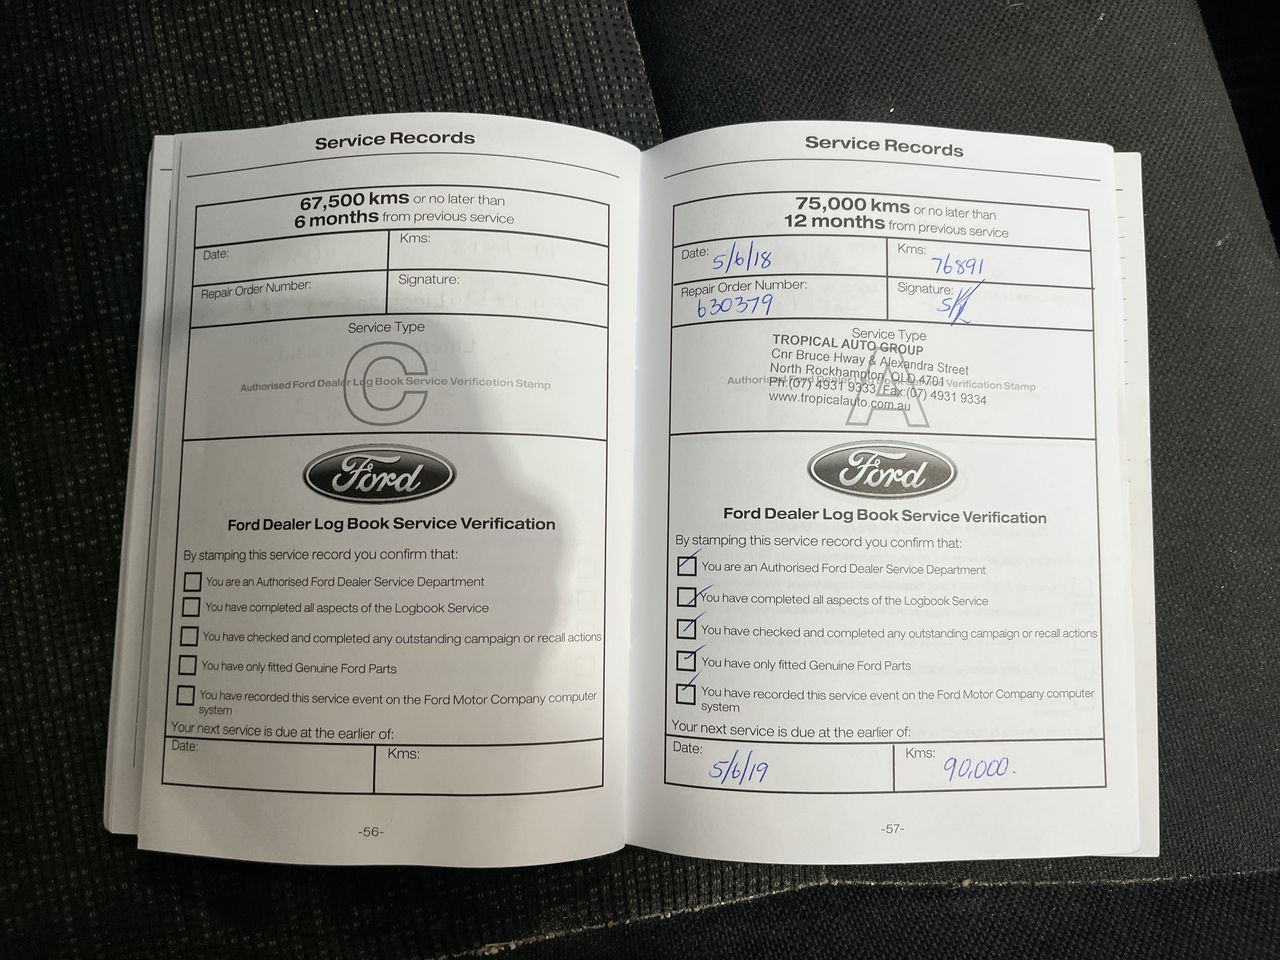 Service Records
67,500 kms or no later than
6 months from previous service
Date:
Kms:
Repair Order Number:
Signature:
Service Type
C
Authorised Ford Dealer Log Book Service Verification Stamp
Ford
Ford Dealer Log Book Service Verification
By stamping this service record you confirm that:
You are an Authorised Ford Dealer Service Department
You have completed all aspects of the Logbook Service
You have checked and completed any outstanding campaign or recall actions
You have only fitted Genuine Ford Parts
You have recorded this service event on the Ford Motor Company computer
system
Your next service is due at the earlier of:
Date:
Kms:
-56-
Service Records
75,000 kms or no later than
12 months from previous service
Date: 5/6/18
Kms: 76891
Repair Order Number: 630379
Signature:
Service Type
A
TROPICAL AUTO GROUP
Cnr Bruce Hway & Alexandra Street
North Rockhampton, QLD 4701
Authorised Ford Dealer Log Book Service Verification Stamp
Ph:(07) 4931 9333/Fax:(07) 4931 9334
www.tropicalauto.com.au
Ford
Ford Dealer Log Book Service Verification
By stamping this service record you confirm that:
You are an Authorised Ford Dealer Service Department
You have completed all aspects of the Logbook Service
You have checked and completed any outstanding campaign or recall actions
You have only fitted Genuine Ford Parts
You have recorded this service event on the Ford Motor Company computer
system
Your next service is due at the earlier of:
Date: 5/6/19
Kms: 90,000.
-57-